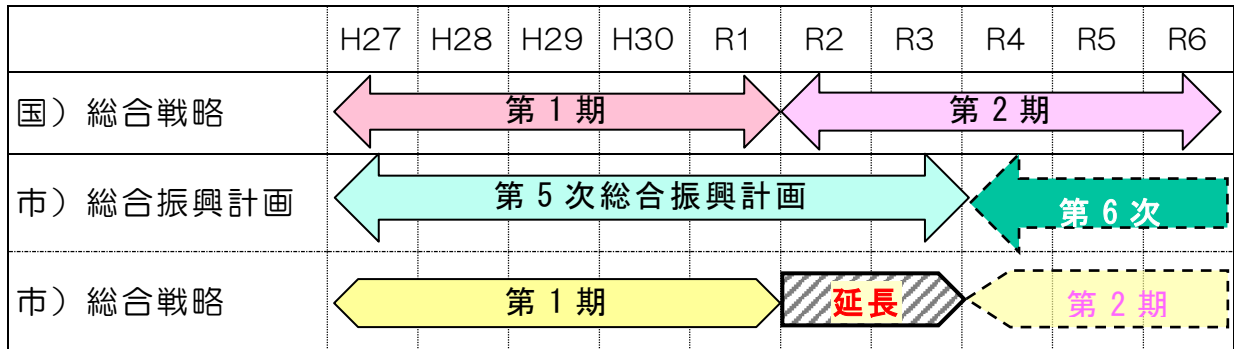 H27 H28 H29 H30 R1 R2 R3 R4 R5 R6
国）総合戦略 第1期 第2期
市）総合振興計画 第5次総合振興計画 第6次
市）総合戦略 第1期 延長 第2期